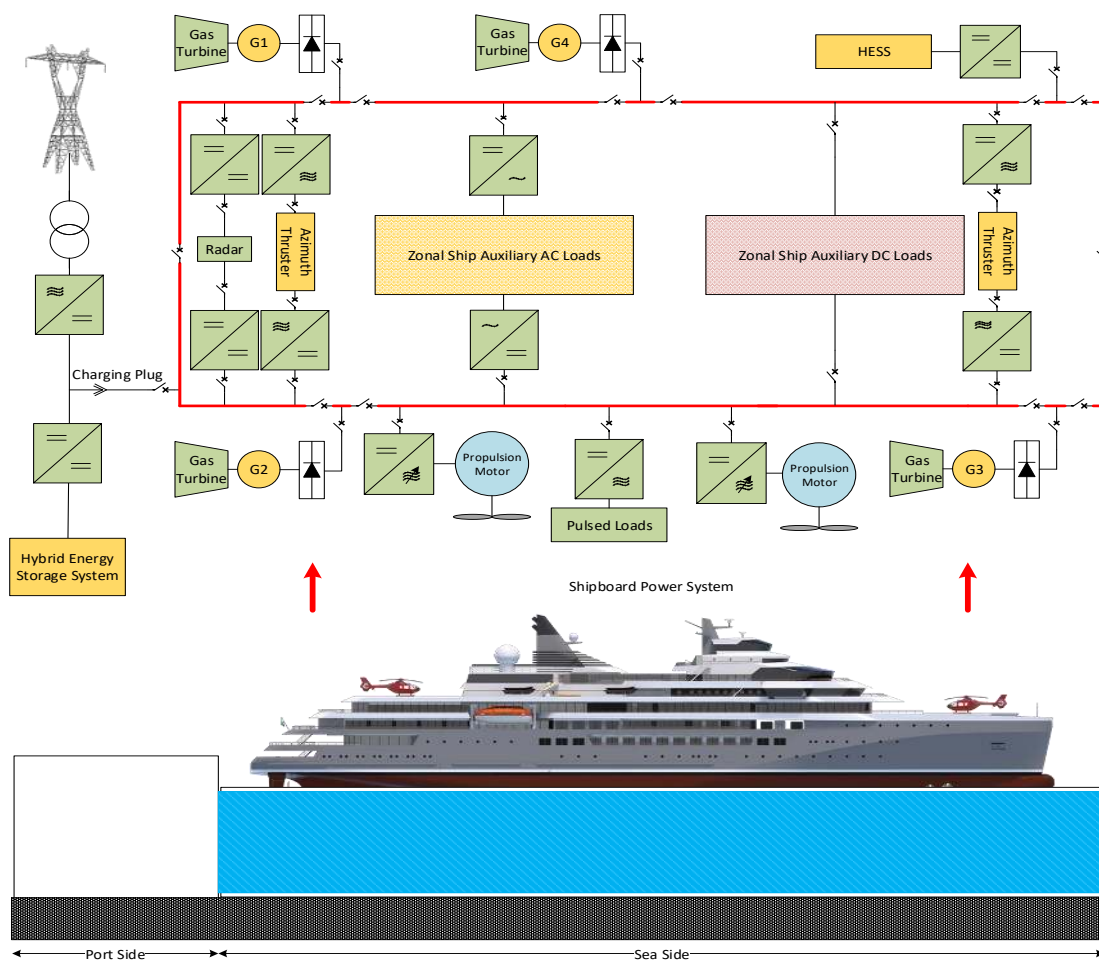 Gas
Turbine
G1
Gas
Turbine
G4
HESS
Radar
Azimuth
Thruster
Zonal Ship Auxiliary AC Loads
Zonal Ship Auxiliary DC Loads
Azimuth
Thruster
Charging Plug
Gas
Turbine
G2
Propulsion
Motor
Pulsed Loads
Propulsion
Motor
Gas
Turbine
G3
Hybrid Energy
Storage System
Shipboard Power System
Port Side
Sea Side